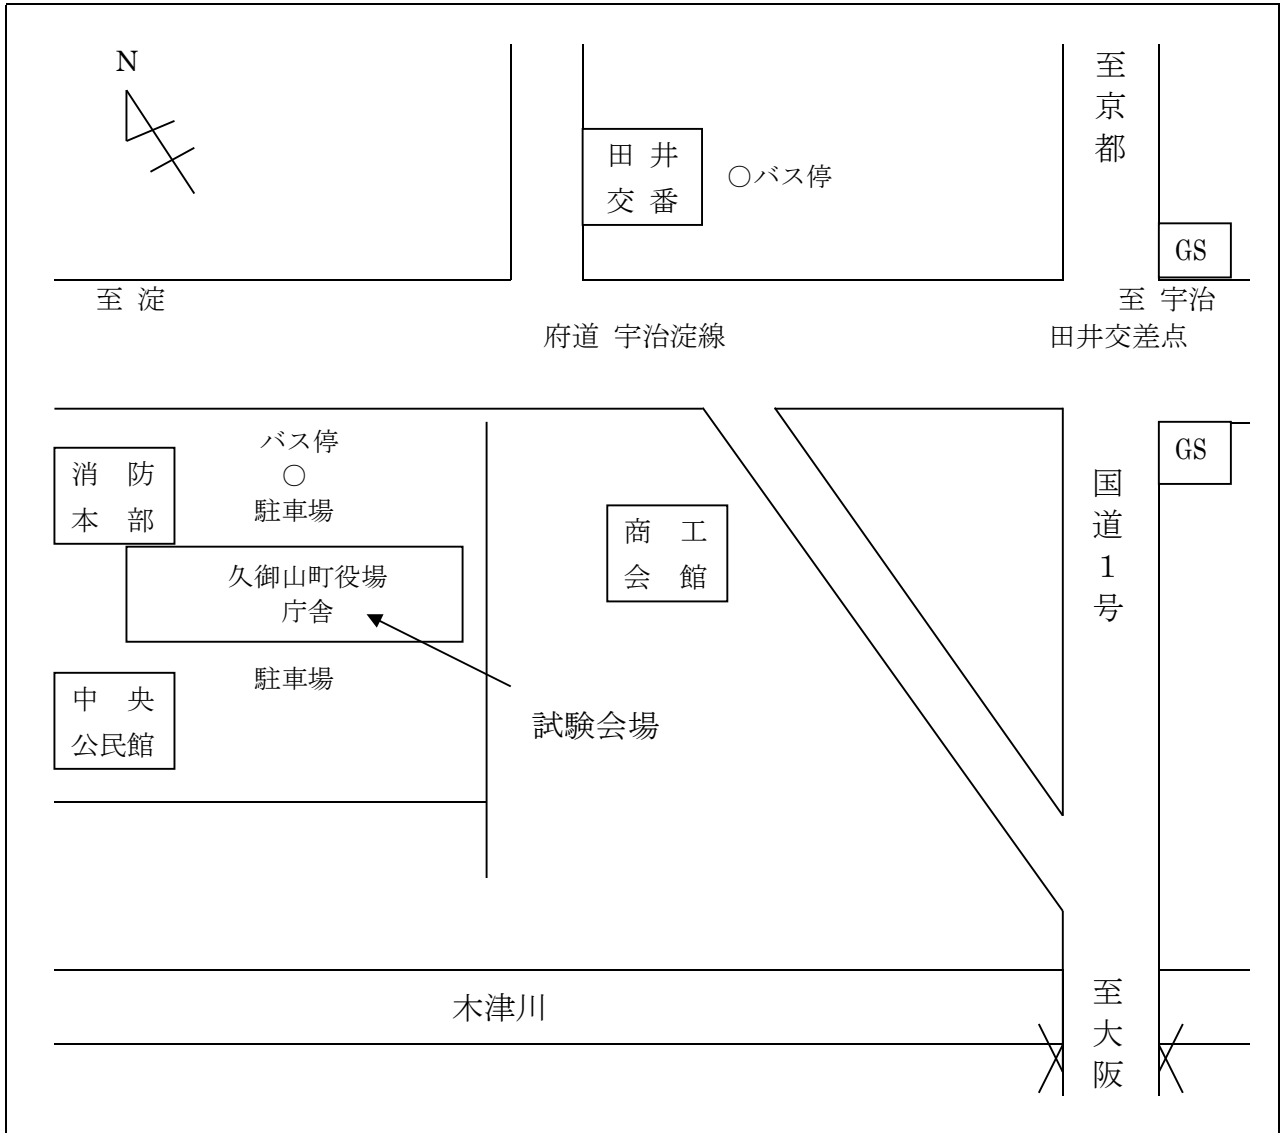 N
至京都
田 井
交 番
○バス停
GS
至 淀
至 宇治
府道 宇治淀線
田井交差点
バス停
○
駐車場
消 防
本 部
GS
国道1号
商 工
会 館
久御山町役場
庁舎
駐車場
中 央
公民館
試験会場
木津川
至大阪